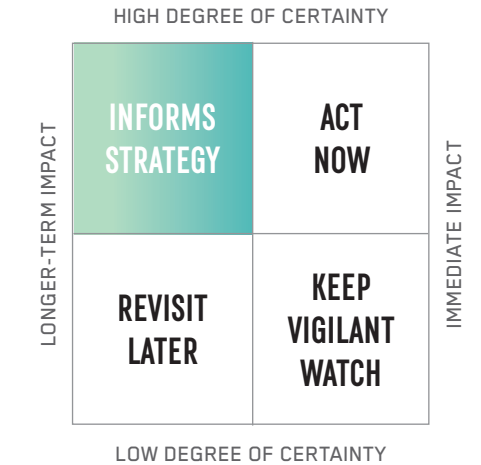 HIGH DEGREE OF CERTAINTY
LONGER-TERM IMPACT
INFORMS
STRATEGY
ACT
NOW
IMMEDIATE IMPACT
REVISIT
LATER
KEEP
VIGILANT
WATCH
LOW DEGREE OF CERTAINTY